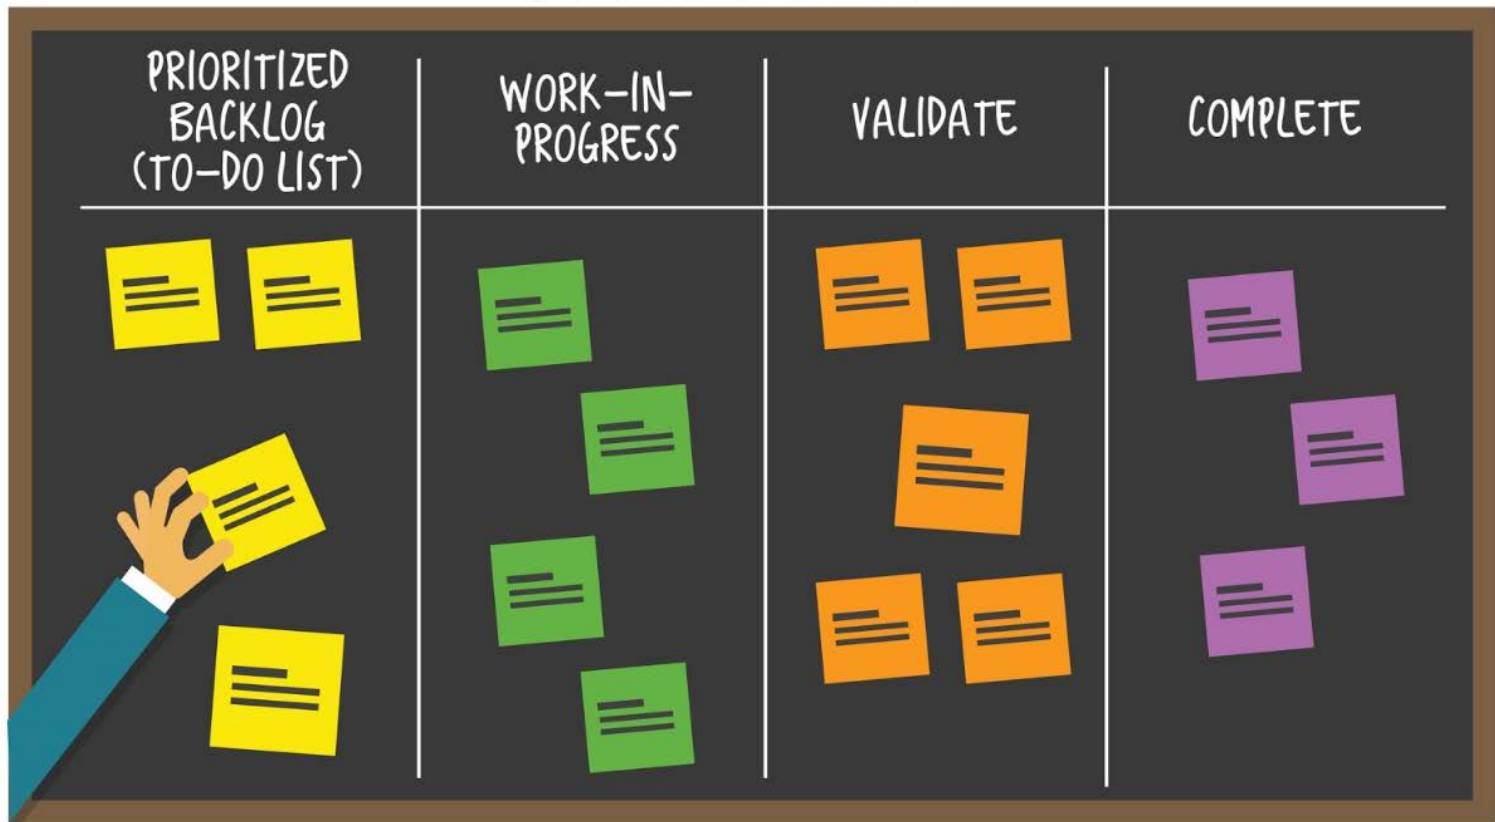 PRIORITIZED
BACKLOG
(TO-DO LIST)
WORK-IN-
PROGRESS
VALIDATE
COMPLETE